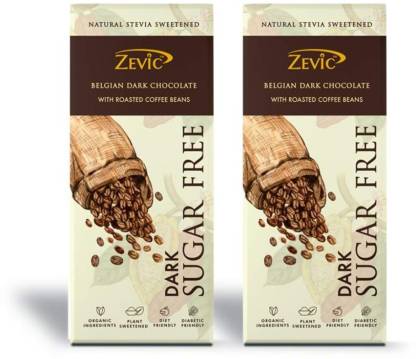 NATURAL STEVIA SWEETENED
ZEVIC
BELGIAN DARK CHOCOLATE
WITH ROASTED COFFEE BEANS
DARK
SUGAR FREE
ORGANIC
INGREDIENTS
PLANT
SWEETENED
DIET
FRIENDLY
DIABETIC
FRIENDLY
NATURAL STEVIA SWEETENED
ZEVIC
BELGIAN DARK CHOCOLATE
WITH ROASTED COFFEE BEANS
DARK
SUGAR FREE
ORGANIC
INGREDIENTS
PLANT
SWEETENED
DIET
FRIENDLY
DIABETIC
FRIENDLY